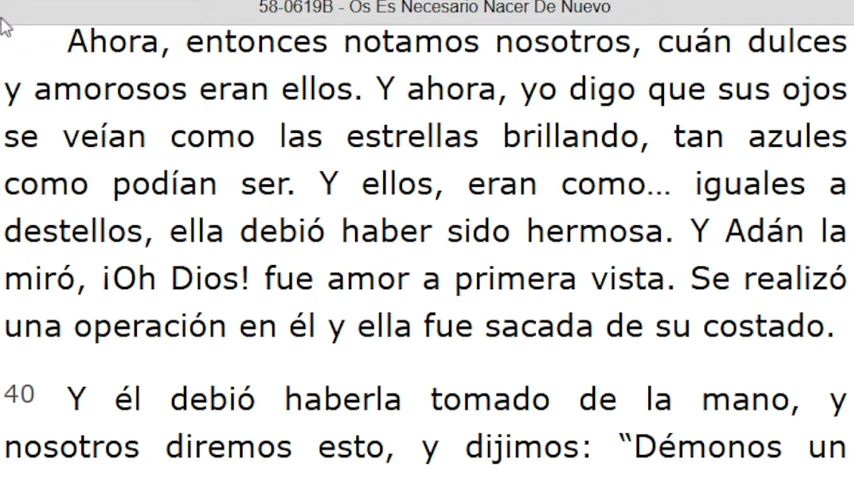 58-0619B - Os Es Necesario Nacer De Nuevo
Ahora, entonces notamos nosotros, cuán dulces
y amorosos eran ellos. Y ahora, yo digo que sus ojos
se veían como las estrellas brillando, tan azules
como podían ser. Y ellos, eran como... iguales a
destellos, ella debió haber sido hermosa. Y Adán la
miró, ¡Oh Dios! fue amor a primera vista. Se realizó
una operación en él y ella fue sacada de su costado.
40 Y él debió haberla tomado de la mano, y
nosotros diremos esto, y dijimos: “Démonos un